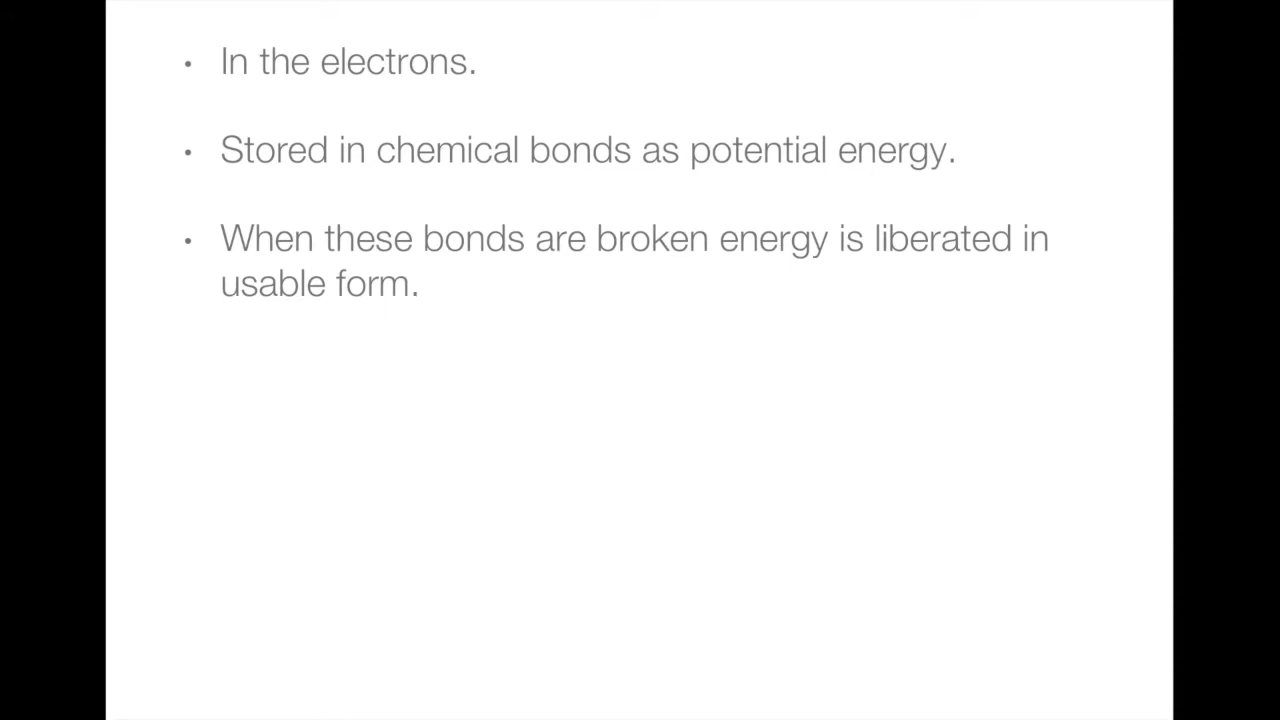 • In the electrons.
• Stored in chemical bonds as potential energy.
• When these bonds are broken energy is liberated in
usable form.